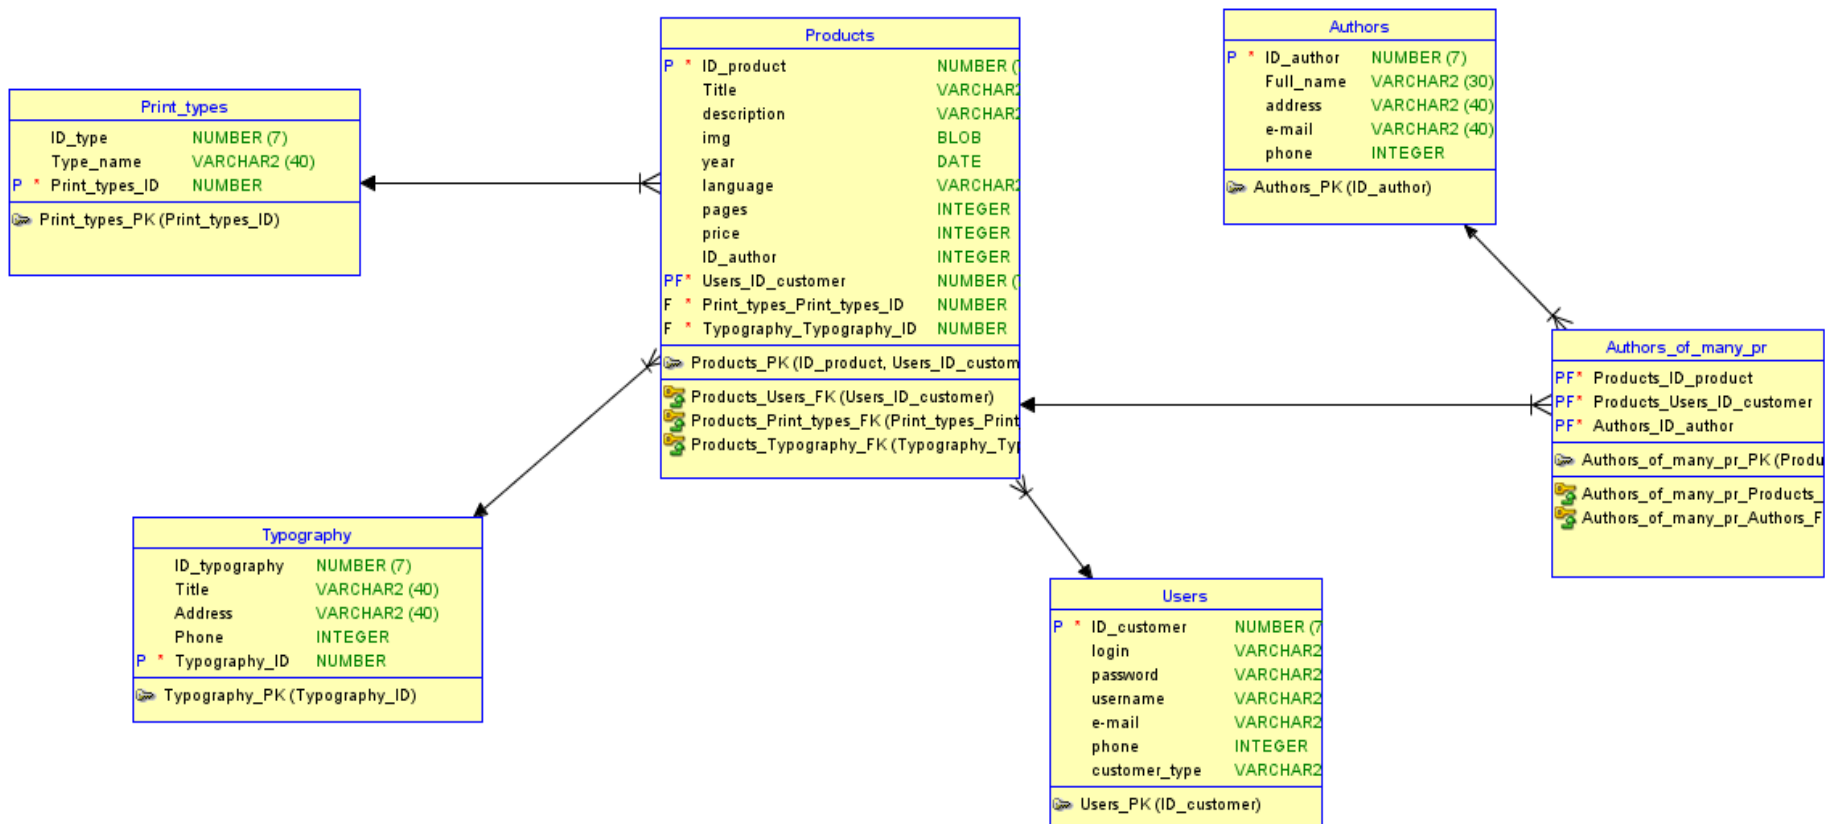 Print_types
ID_type NUMBER (7)
Type_name VARCHAR2 (40)
P * Print_types_ID NUMBER
Print_types_PK (Print_types_ID)
Products
P * ID_product NUMBER (
Title VARCHAR2
description VARCHAR2
img BLOB
year DATE
language VARCHAR2
pages INTEGER
price INTEGER
ID_author INTEGER
PF* Users_ID_customer NUMBER (
F * Print_types_Print_types_ID NUMBER
F * Typography_Typography_ID NUMBER
Products_PK (ID_product, Users_ID_custom
Products_Users_FK (Users_ID_customer)
Products_Print_types_FK (Print_types_Print
Products_Typography_FK (Typography_Ty
Authors
P * ID_author NUMBER (7)
Full_name VARCHAR2 (30)
address VARCHAR2 (40)
e-mail VARCHAR2 (40)
phone INTEGER
Authors_PK (ID_author)
Authors_of_many_pr
PF* Products_ID_product
PF* Products_Users_ID_customer
PF* Authors_ID_author
Authors_of_many_pr_PK (Produ
Authors_of_many_pr_Products_
Authors_of_many_pr_Authors_F
Typography
ID_typography NUMBER (7)
Title VARCHAR2 (40)
Address VARCHAR2 (40)
Phone INTEGER
P * Typography_ID NUMBER
Typography_PK (Typography_ID)
Users
P * ID_customer NUMBER (7
login VARCHAR2
password VARCHAR2
username VARCHAR2
e-mail VARCHAR2
phone INTEGER
customer_type VARCHAR2
Users_PK (ID_customer)